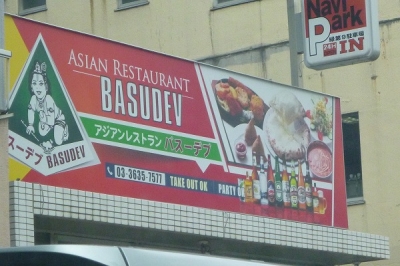 Navi
Park
P 24H IN
ASIAN RESTAURANT
BASUDEV
アジアンレストラン バスーデブ
スーデブ BASUDEV
03-3635-7577 TAKE OUT OK PARTY